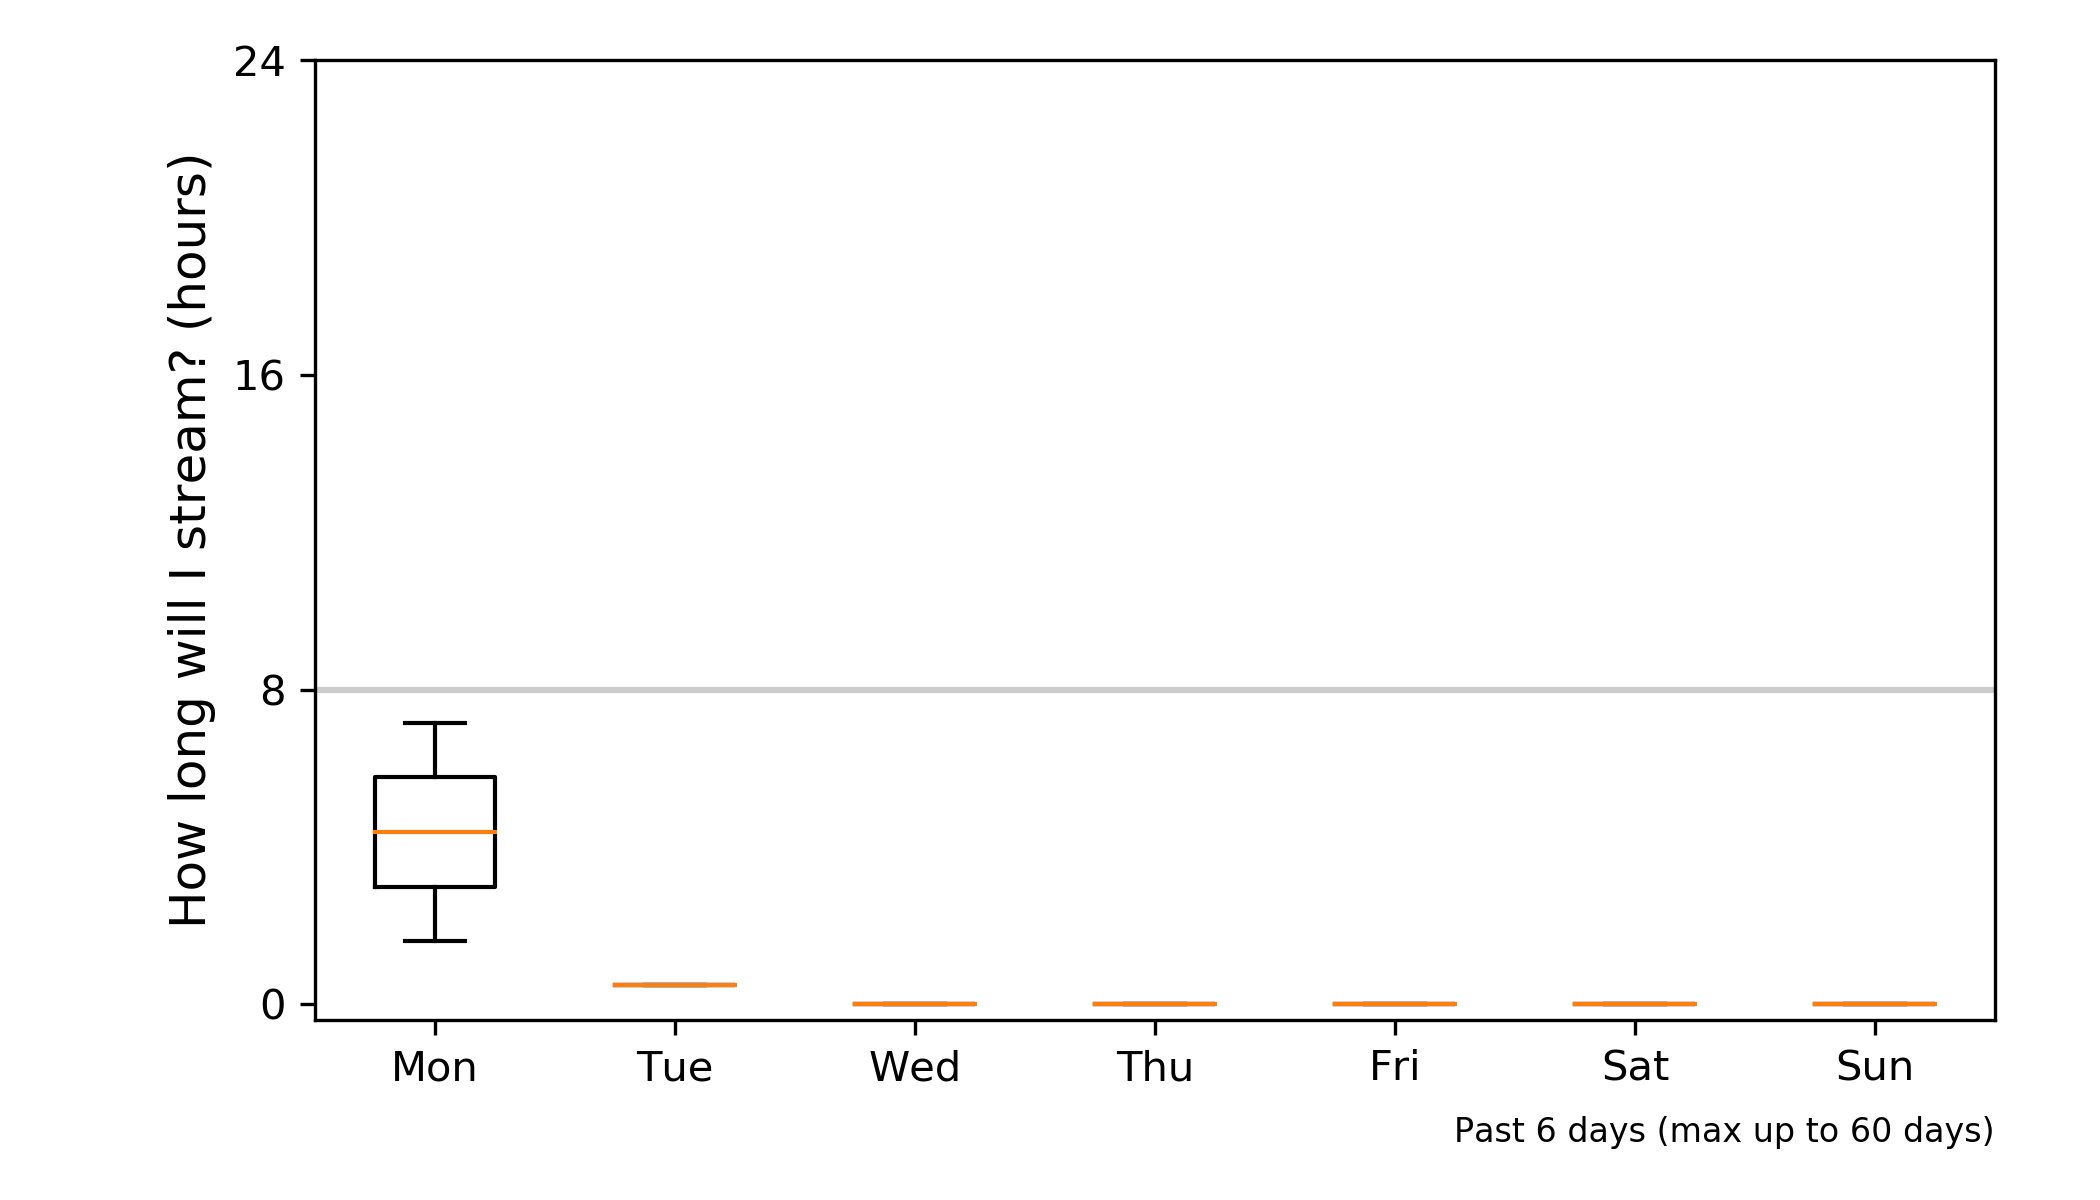 How long will I stream? (hours)
24
16
8
0
Mon Tue Wed Thu Fri Sat Sun
Past 6 days (max up to 60 days)